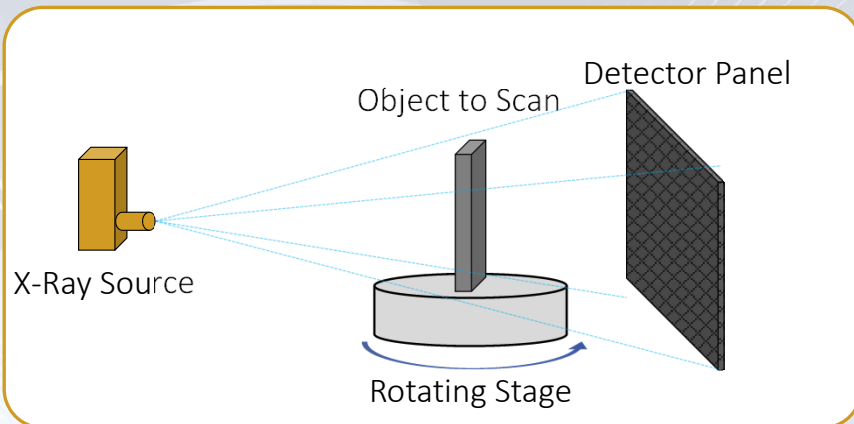 Detector Panel
Object to Scan
X-Ray Source
Rotating Stage